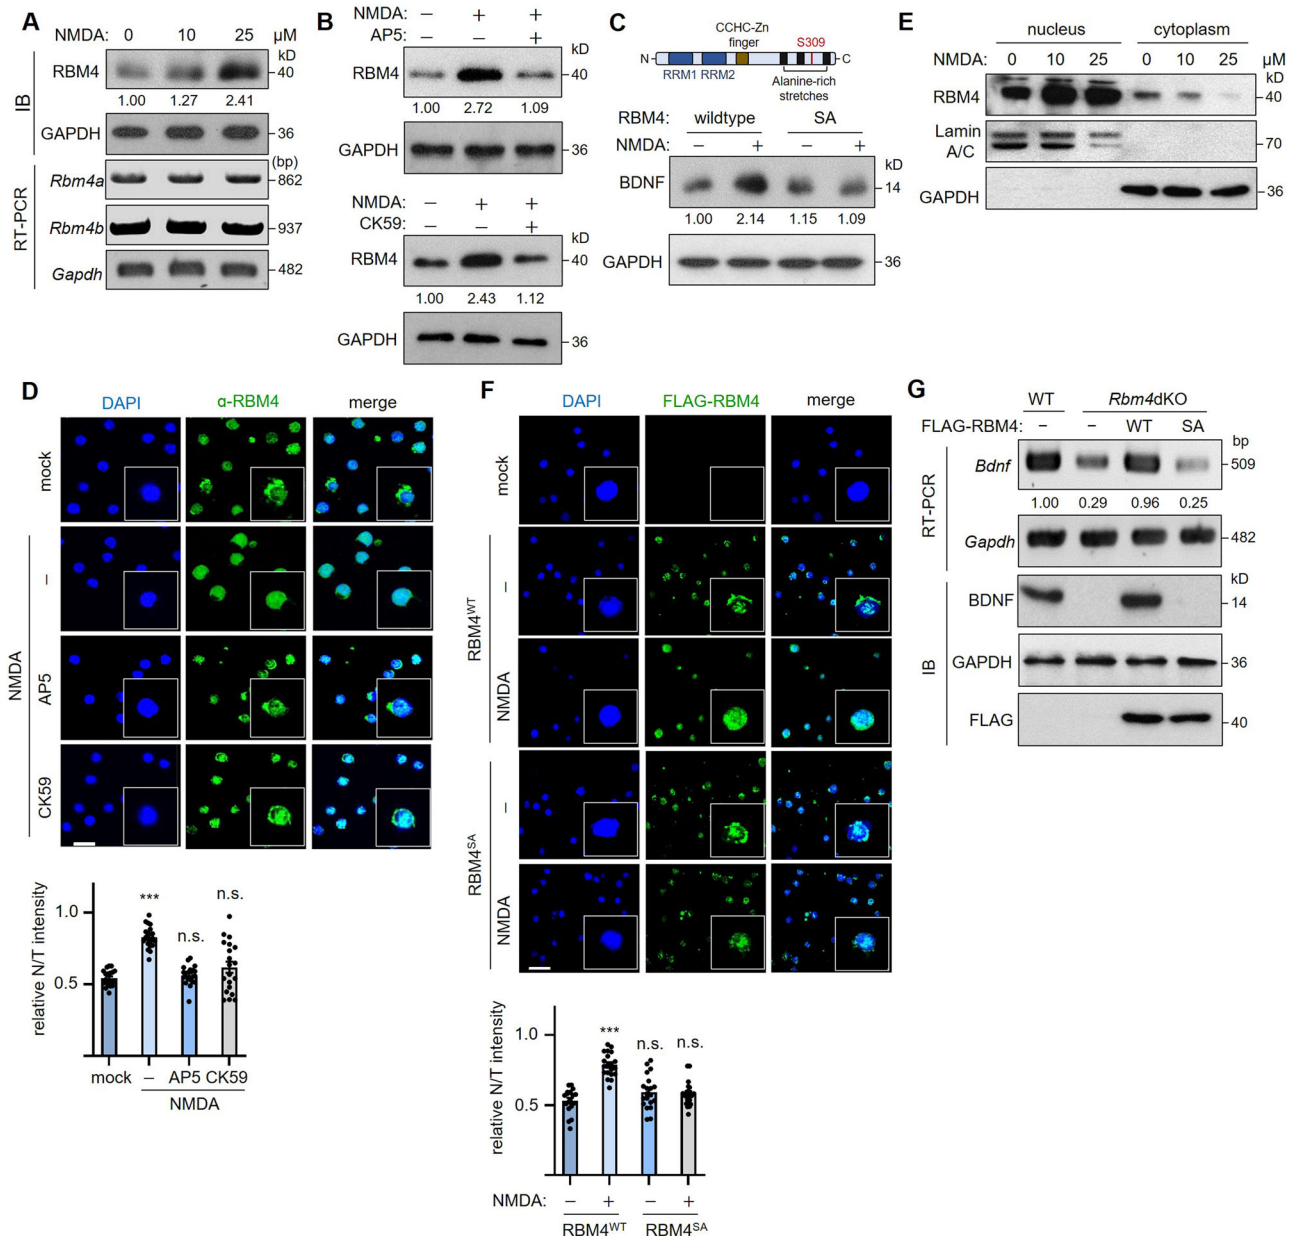 A
NMDA: 0 10 25 μM
kD
RBM4 40
1.00 1.27 2.41
GAPDH 36
IB
(bp)
Rbm4a 862
Rbm4b 937
Gapdh 482
RT-PCR
B
NMDA: – + +
AP5: – – +
kD
RBM4 40
1.00 2.72 1.09
GAPDH 36
NMDA: – + +
CK59: – – +
kD
RBM4 40
1.00 2.43 1.12
GAPDH 36
C
CCHC-Zn
finger
S309
N C
RRM1 RRM2
Alanine-rich
stretches
RBM4: wildtype SA
NMDA: – + – +
kD
BDNF 14
1.00 2.14 1.15 1.09
GAPDH 36
E
nucleus cytoplasm
NMDA: 0 10 25 0 10 25 μM
kD
RBM4 40
Lamin
A/C 70
GAPDH 36
D
DAPI α-RBM4 merge
mock
–
AP5
CK59
NMDA
relative N/T intensity
1.0
0.5
*** n.s. n.s.
mock – AP5 CK59
NMDA
F
DAPI FLAG-RBM4 merge
mock
–
NMDA
RBM4WT
–
NMDA
RBM4SA
relative N/T intensity
1.0
0.5
*** n.s. n.s.
NMDA: – + – +
RBM4WT RBM4SA
G
WT Rbm4dKO
FLAG-RBM4: – – WT SA
bp
Bdnf 509
1.00 0.29 0.96 0.25
Gapdh 482
RT-PCR
kD
BDNF 14
GAPDH 36
FLAG 40
IB